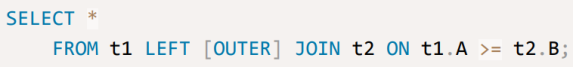 SELECT *
FROM t1 LEFT [OUTER] JOIN t2 ON t1.A >= t2.B;